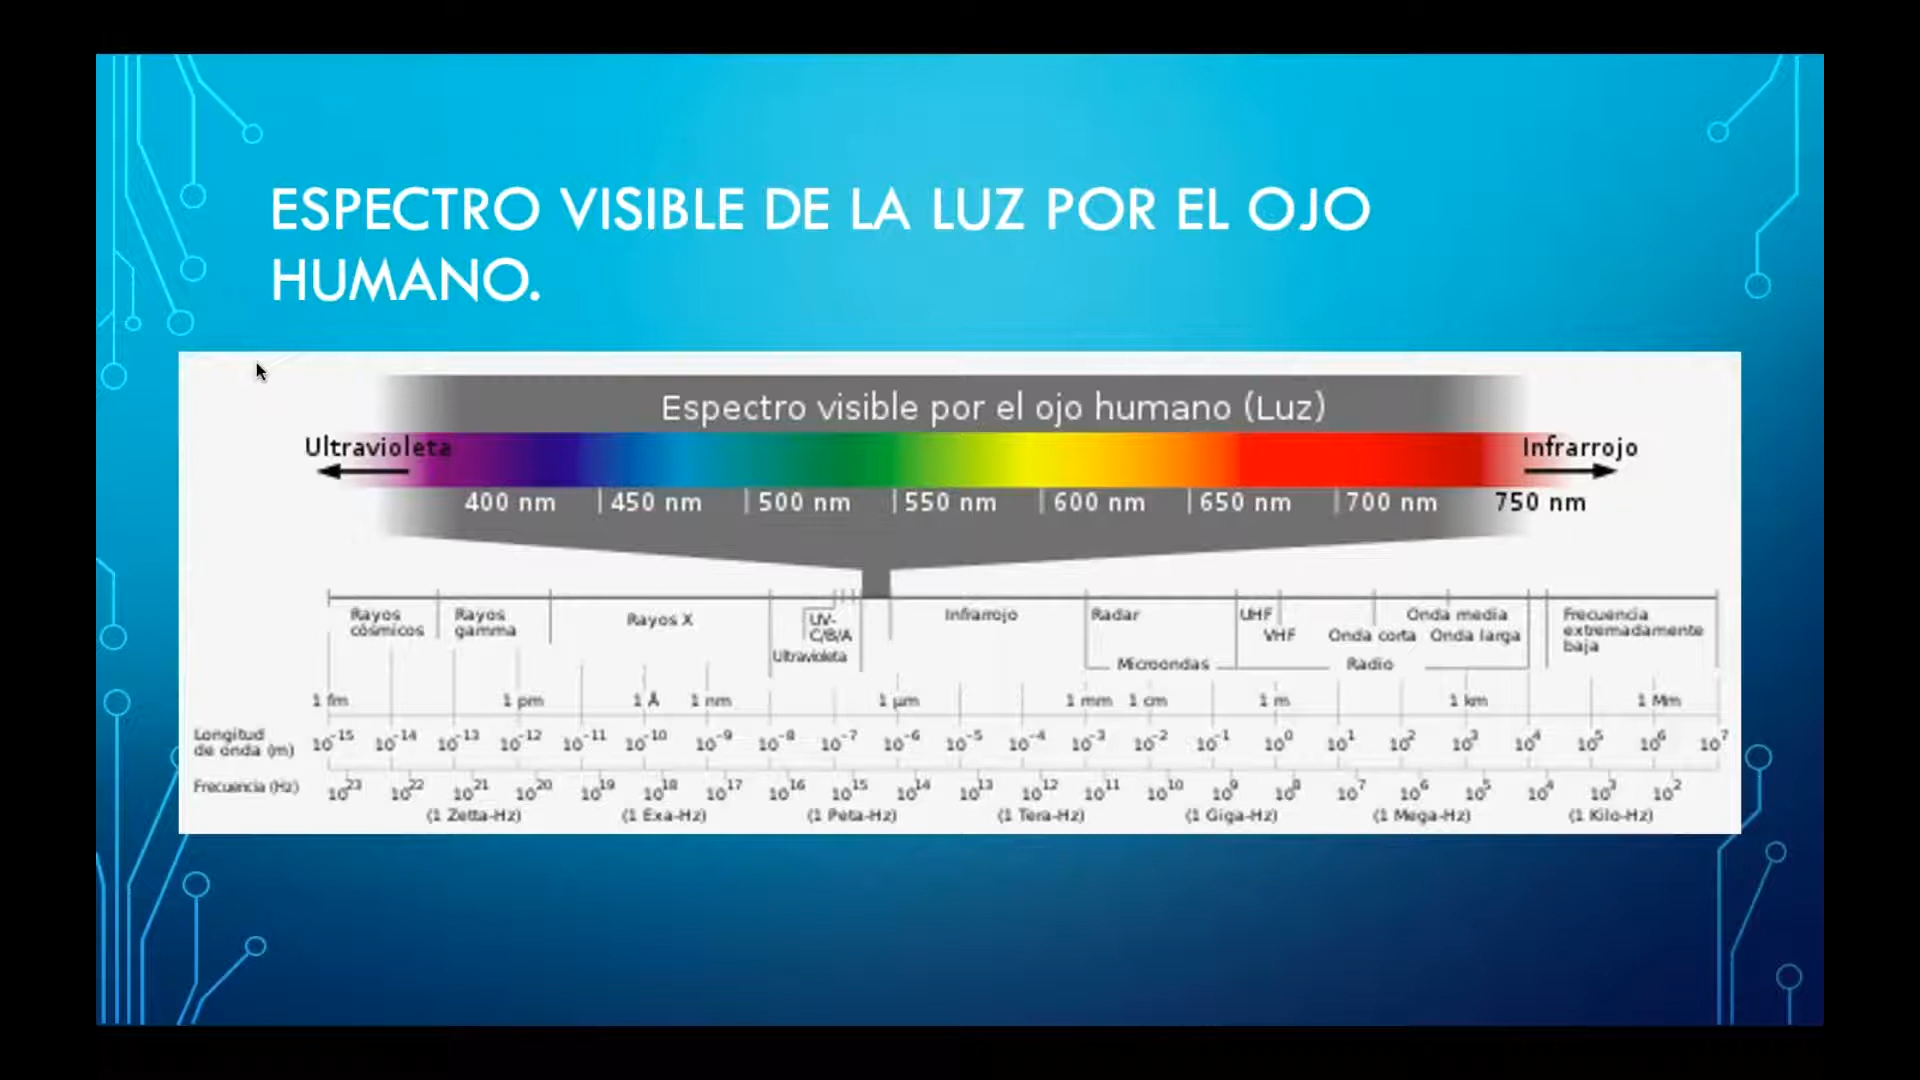 ESPECTRO VISIBLE DE LA LUZ POR EL OJO
HUMANO.
Espectro visible por el ojo humano (Luz)
Ultravioleta
Infrarrojo
400 nm 450 nm 500 nm 550 nm 600 nm 650 nm 700 nm 750 nm
Rayos cósmicos Rayos gamma Rayos X UV-C/B/A Ultravioleta Infrarrojo Radar Microondas UHF VHF Onda corta Onda media Onda larga Radio Frecuencia extremadamente baja
1 fm 1 pm 1 Å 1 nm 1 µm 1 mm 1 cm 1 m 1 km 1 Mm
Longitud
de onda (m) 10⁻¹⁵ 10⁻¹⁴ 10⁻¹³ 10⁻¹² 10⁻¹¹ 10⁻¹⁰ 10⁻⁹ 10⁻⁸ 10⁻⁷ 10⁻⁶ 10⁻⁵ 10⁻⁴ 10⁻³ 10⁻² 10⁻¹ 10⁰ 10¹ 10² 10³ 10⁴ 10⁵ 10⁶ 10⁷
Frecuencia (Hz) 10²³ 10²² 10²¹ 10²⁰ 10¹⁹ 10¹⁸ 10¹⁷ 10¹⁶ 10¹⁵ 10¹⁴ 10¹³ 10¹² 10¹¹ 10¹⁰ 10⁹ 10⁸ 10⁷ 10⁶ 10⁵ 10⁴ 10³ 10²
(1 Zetta-Hz) (1 Exa-Hz) (1 Peta-Hz) (1 Tera-Hz) (1 Giga-Hz) (1 Mega-Hz) (1 Kilo-Hz)